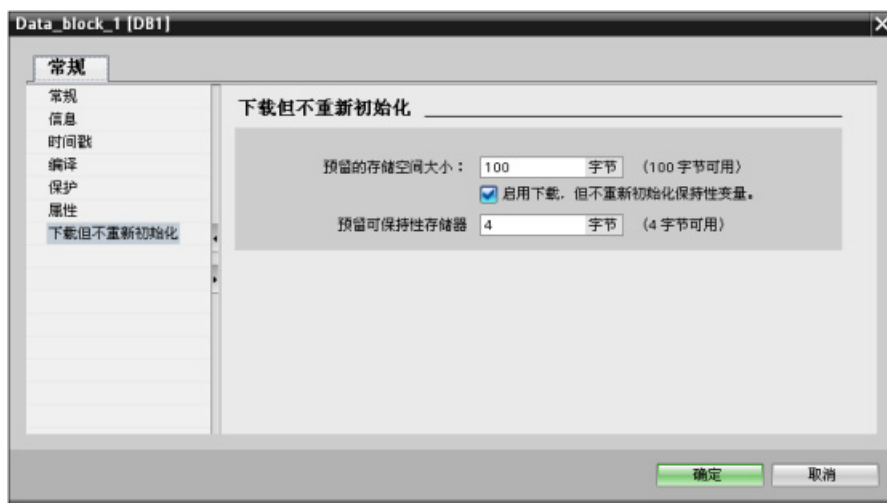 Data_block_1 [DB1]
常规
常规
信息
时间戳
编译
保护
属性
下载但不重新初始化
下载但不重新初始化
预留的存储空间大小： 100 字节 (100 字节可用)
启用下载，但不重新初始化保持性变量。
预留可保持性存储器 4 字节 (4 字节可用)
确定 取消